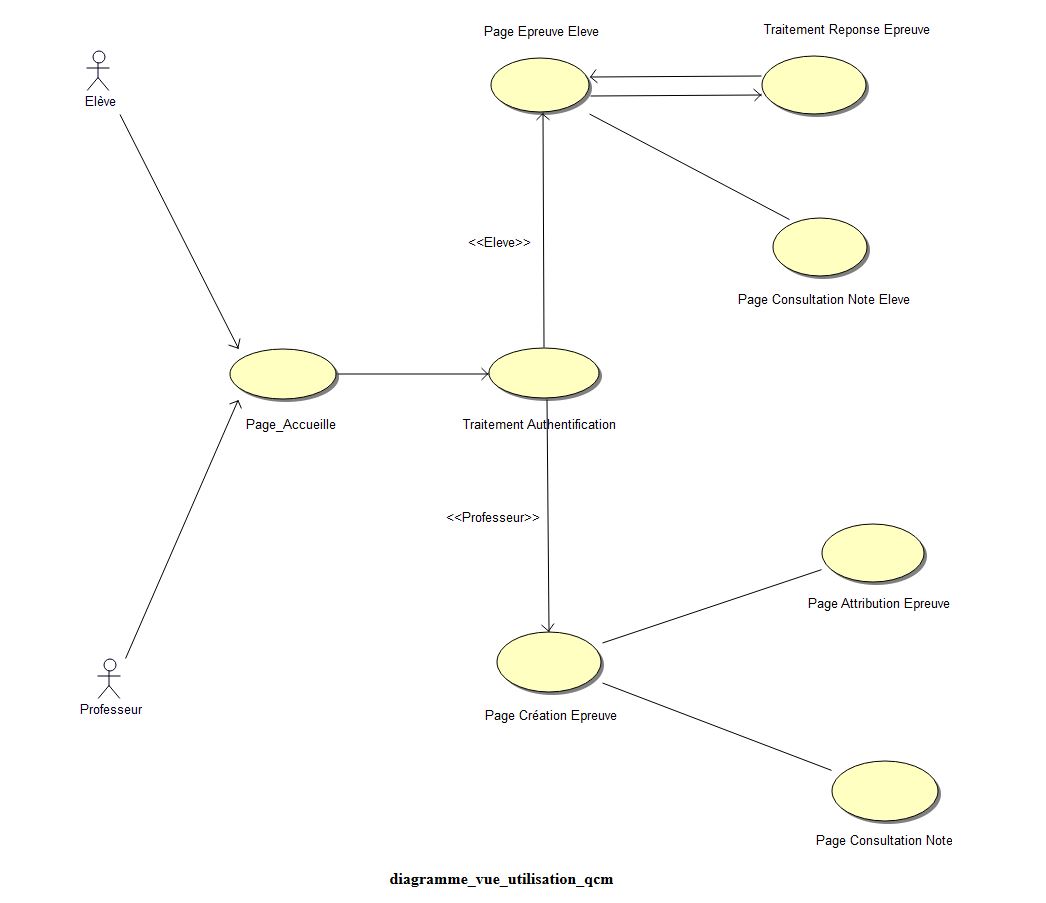 Page Epreuve Eleve
Traitement Reponse Epreuve
Elève
<<Eleve>>
Page Consultation Note Eleve
Page_Accueille
Traitement Authentification
<<Professeur>>
Page Attribution Epreuve
Professeur
Page Création Epreuve
Page Consultation Note
diagramme_vue_utilisation_qcm